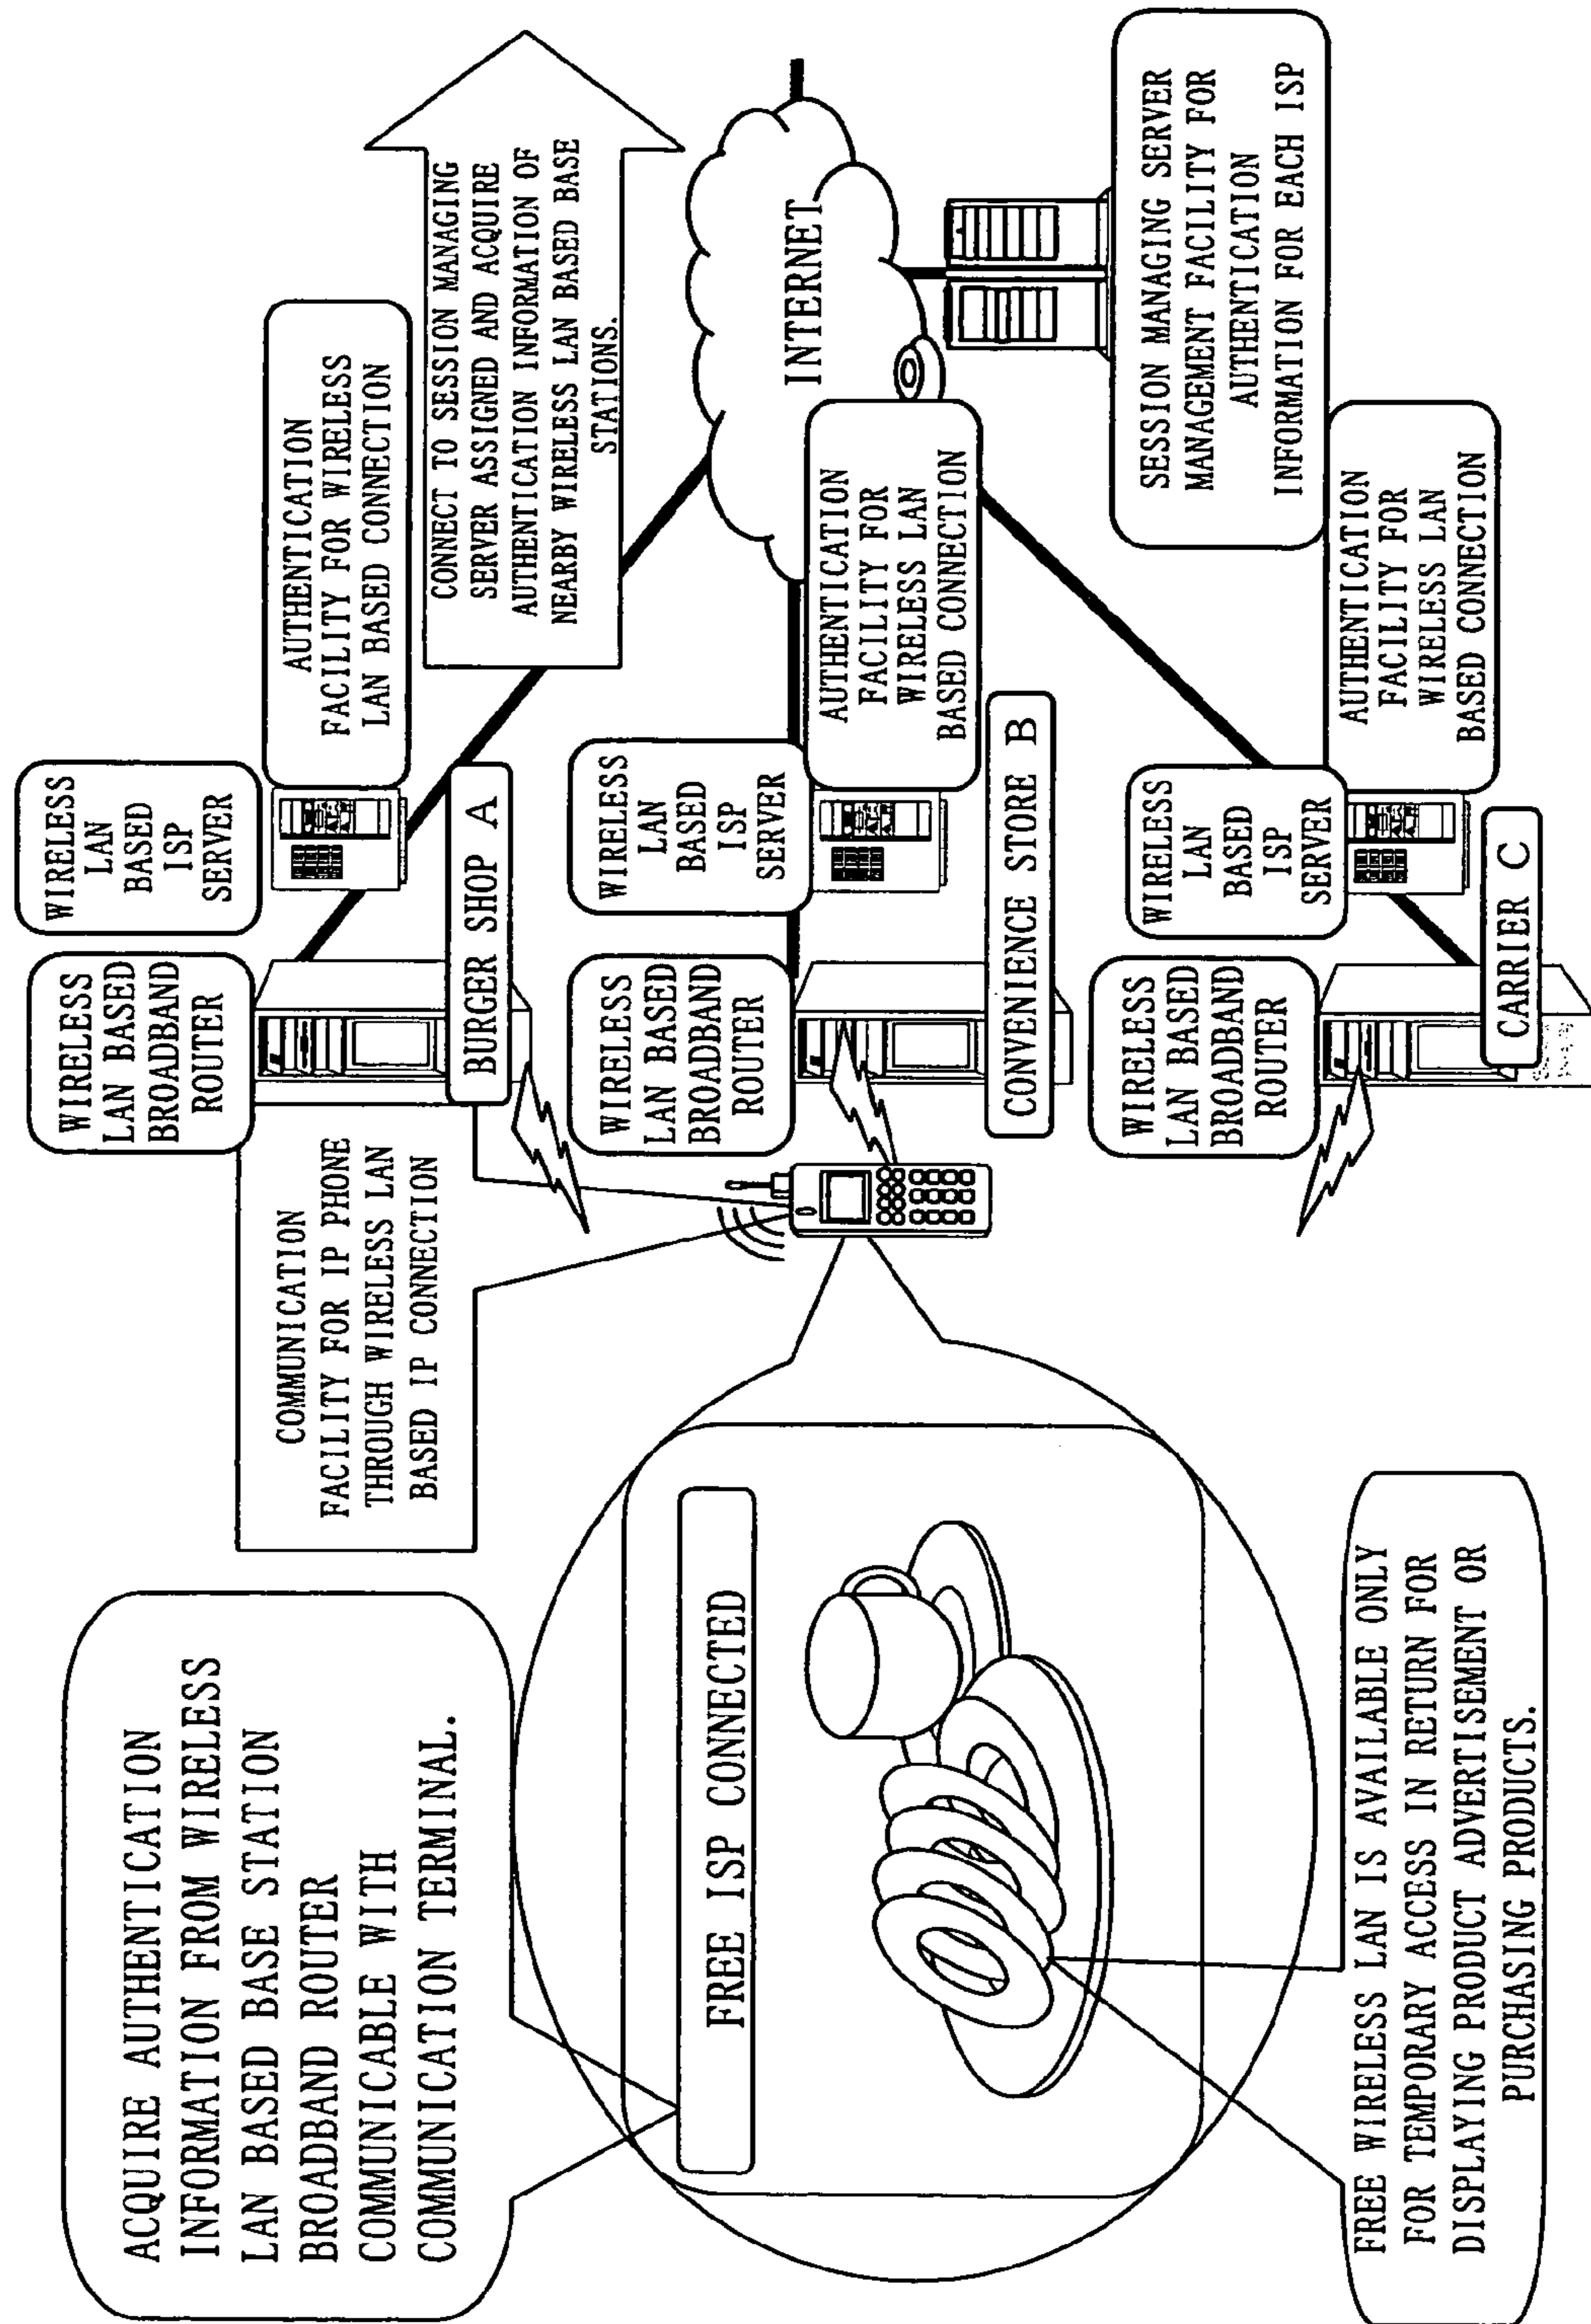 ACQUIRE AUTHENTICATION
INFORMATION FROM WIRELESS
LAN BASED BASE STATION
BROADBAND ROUTER
COMMUNICABLE WITH
COMMUNICATION TERMINAL.
FREE ISP CONNECTED
FREE WIRELESS LAN IS AVAILABLE ONLY
FOR TEMPORARY ACCESS IN RETURN FOR
DISPLAYING PRODUCT ADVERTISEMENT OR
PURCHASING PRODUCTS.
COMMUNICATION
FACILITY FOR IP PHONE
THROUGH WIRELESS LAN
BASED IP CONNECTION
WIRELESS
LAN BASED
BROADBAND
ROUTER
BURGER SHOP A
WIRELESS
LAN
BASED
ISP
SERVER
AUTHENTICATION
FACILITY FOR WIRELESS
LAN BASED CONNECTION
CONNECT TO SESSION MANAGING
SERVER ASSIGNED AND ACQUIRE
AUTHENTICATION INFORMATION OF
NEARBY WIRELESS LAN BASED BASE
STATIONS.
WIRELESS
LAN BASED
BROADBAND
ROUTER
CONVENIENCE STORE B
WIRELESS
LAN
BASED
ISP
SERVER
AUTHENTICATION
FACILITY FOR
WIRELESS LAN
BASED CONNECTION
INTERNET
WIRELESS
LAN BASED
BROADBAND
ROUTER
CARRIER C
WIRELESS
LAN
BASED
ISP
SERVER
AUTHENTICATION
FACILITY FOR
WIRELESS LAN
BASED CONNECTION
SESSION MANAGING SERVER
MANAGEMENT FACILITY FOR
AUTHENTICATION
INFORMATION FOR EACH ISP